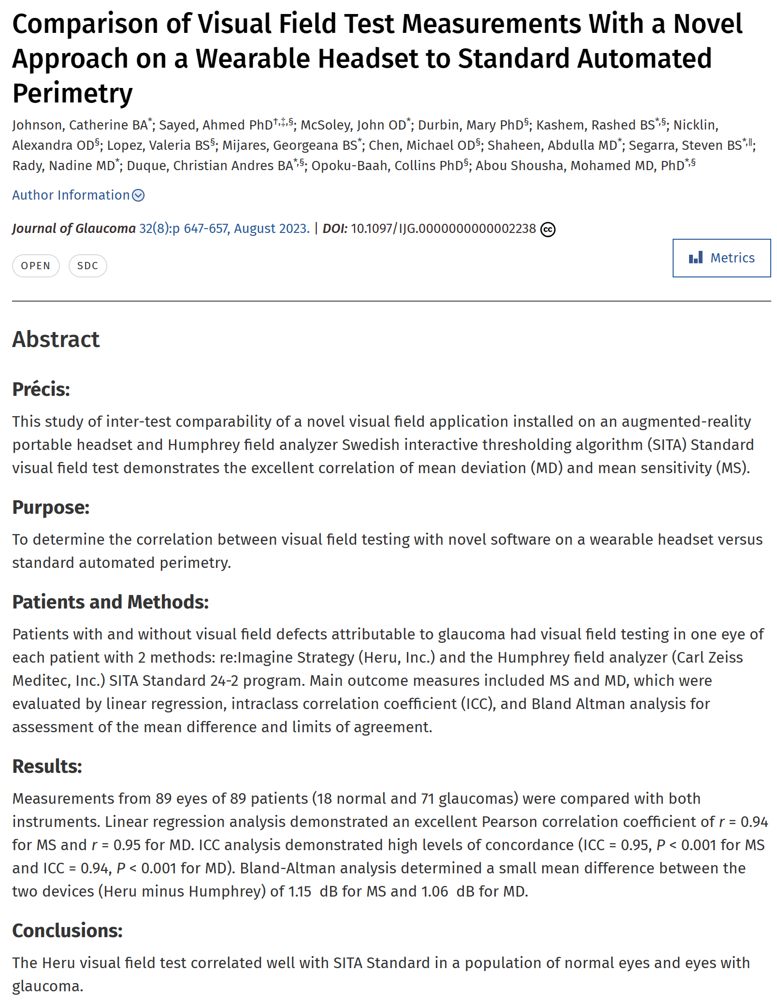 Comparison of Visual Field Test Measurements With a Novel
Approach on a Wearable Headset to Standard Automated
Perimetry
Johnson, Catherine BA*; Sayed, Ahmed PhD†,‡,§; McSoley, John OD*; Durbin, Mary PhD§; Kashem, Rashed BS*,§; Nicklin,
Alexandra OD§; Lopez, Valeria BS§; Mijares, Georgeana BS*; Chen, Michael OD§; Shaheen, Abdulla MD*; Segarra, Steven BS*,∥;
Rady, Nadine MD*; Duque, Christian Andres BA*,§; Opoku-Baah, Collins PhD§; Abou Shousha, Mohamed MD, PhD*,§
Author Information
Journal of Glaucoma 32(8):p 647-657, August 2023. | DOI: 10.1097/IJG.0000000000002238 cc
OPEN SDC
Metrics
Abstract
Précis:
This study of inter-test comparability of a novel visual field application installed on an augmented-reality
portable headset and Humphrey field analyzer Swedish interactive thresholding algorithm (SITA) Standard
visual field test demonstrates the excellent correlation of mean deviation (MD) and mean sensitivity (MS).
Purpose:
To determine the correlation between visual field testing with novel software on a wearable headset versus
standard automated perimetry.
Patients and Methods:
Patients with and without visual field defects attributable to glaucoma had visual field testing in one eye of
each patient with 2 methods: re:Imagine Strategy (Heru, Inc.) and the Humphrey field analyzer (Carl Zeiss
Meditec, Inc.) SITA Standard 24-2 program. Main outcome measures included MS and MD, which were
evaluated by linear regression, intraclass correlation coefficient (ICC), and Bland Altman analysis for
assessment of the mean difference and limits of agreement.
Results:
Measurements from 89 eyes of 89 patients (18 normal and 71 glaucomas) were compared with both
instruments. Linear regression analysis demonstrated an excellent Pearson correlation coefficient of r = 0.94
for MS and r = 0.95 for MD. ICC analysis demonstrated high levels of concordance (ICC = 0.95, P < 0.001 for MS
and ICC = 0.94, P < 0.001 for MD). Bland-Altman analysis determined a small mean difference between the
two devices (Heru minus Humphrey) of 1.15 dB for MS and 1.06 dB for MD.
Conclusions:
The Heru visual field test correlated well with SITA Standard in a population of normal eyes and eyes with
glaucoma.